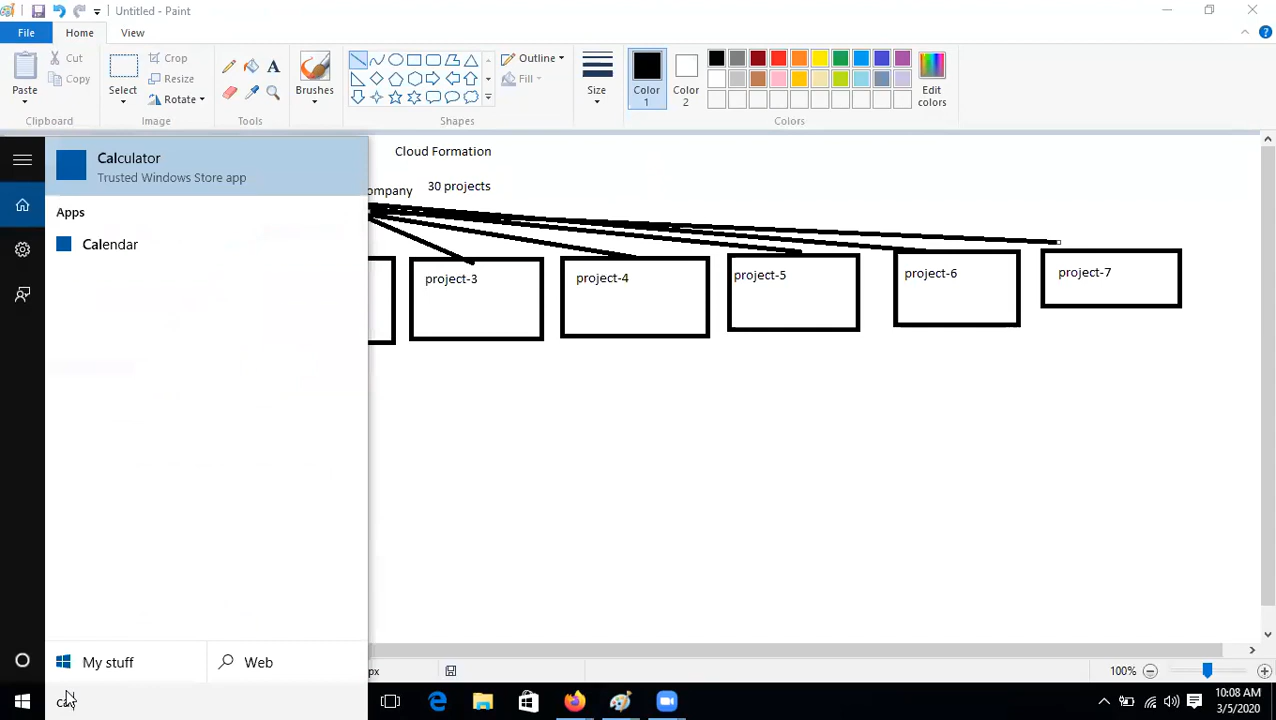 Untitled - Paint
File
Home
View
Paste
Cut
Copy
Clipboard
Select
Crop
Resize
Rotate
Image
Tools
Brushes
Outline
Fill
Shapes
Size
Color 1
Color 2
Edit colors
Colors
Calculator
Trusted Windows Store app
Apps
Calendar
My stuff
Web
Cloud Formation
ompany
30 projects
project-3
project-4
project-5
project-6
project-7
px
100%
10:08 AM
3/5/2020